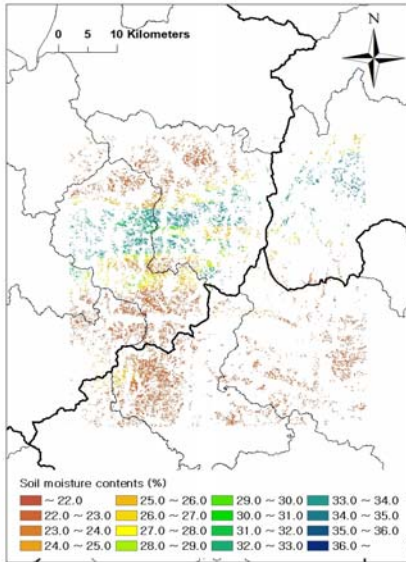 N
0 5 10 Kilometers
Soil moisture contents (%)
~ 22.0 25.0 ~ 26.0 29.0 ~ 30.0 33.0 ~ 34.0
22.0 ~ 23.0 26.0 ~ 27.0 30.0 ~ 31.0 34.0 ~ 35.0
23.0 ~ 24.0 27.0 ~ 28.0 31.0 ~ 32.0 35.0 ~ 36.0
24.0 ~ 25.0 28.0 ~ 29.0 32.0 ~ 33.0 36.0 ~